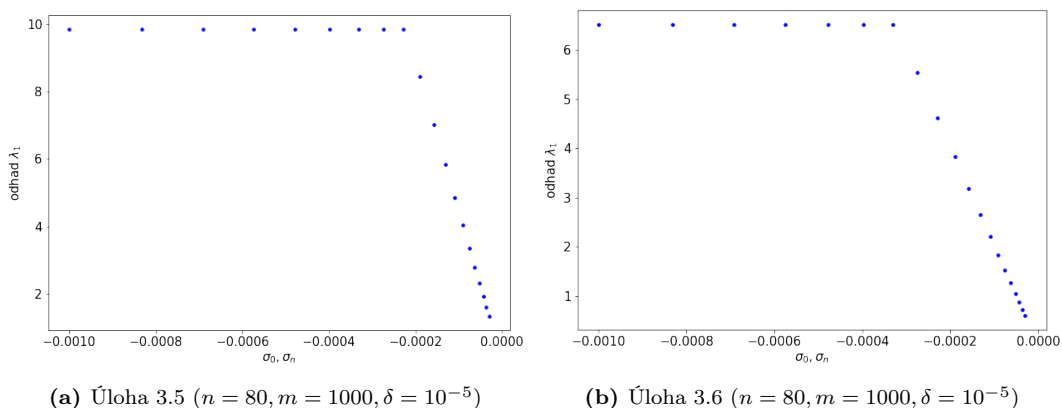 10
8
6
4
2
odhad λ₁
−0.0010 −0.0008 −0.0006 −0.0004 −0.0002 0.0000
σ₀, σₙ
(a) Úloha 3.5 (n = 80, m = 1000, δ = 10⁻⁵)
6
5
4
3
2
1
odhad λ₁
−0.0010 −0.0008 −0.0006 −0.0004 −0.0002 0.0000
σ₀, σₙ
(b) Úloha 3.6 (n = 80, m = 1000, δ = 10⁻⁵)